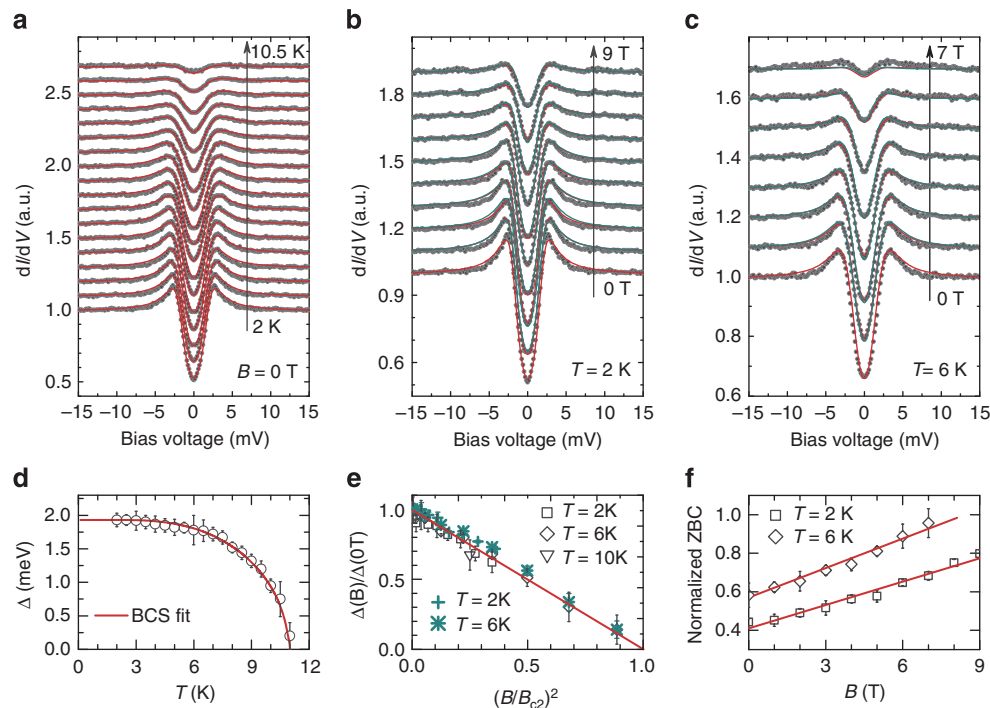 a
10.5 K
2 K
B = 0 T
2.5
2.0
1.5
1.0
0.5
dI/dV (a.u.)
−15 −10 −5 0 5 10 15
Bias voltage (mV)
b
9 T
0 T
T = 2 K
1.8
1.5
1.2
0.9
0.6
dI/dV (a.u.)
−15 −10 −5 0 5 10 15
Bias voltage (mV)
c
7 T
0 T
T= 6 K
1.6
1.4
1.2
1.0
0.8
0.6
dI/dV (a.u.)
−15 −10 −5 0 5 10 15
Bias voltage (mV)
d
2.0
1.5
1.0
0.5
0.0
Δ (meV)
BCS fit
0 3 6 9 12
T (K)
e
1.0
0.5
0.0
Δ(B)/Δ(0T)
T = 2K
T = 6K
T = 10K
T = 2K
T = 6K
0.0 0.5 1.0
(B/Bc2)²
f
1.0
0.8
0.6
0.4
Normalized ZBC
T = 2 K
T = 6 K
0 3 6 9
B (T)